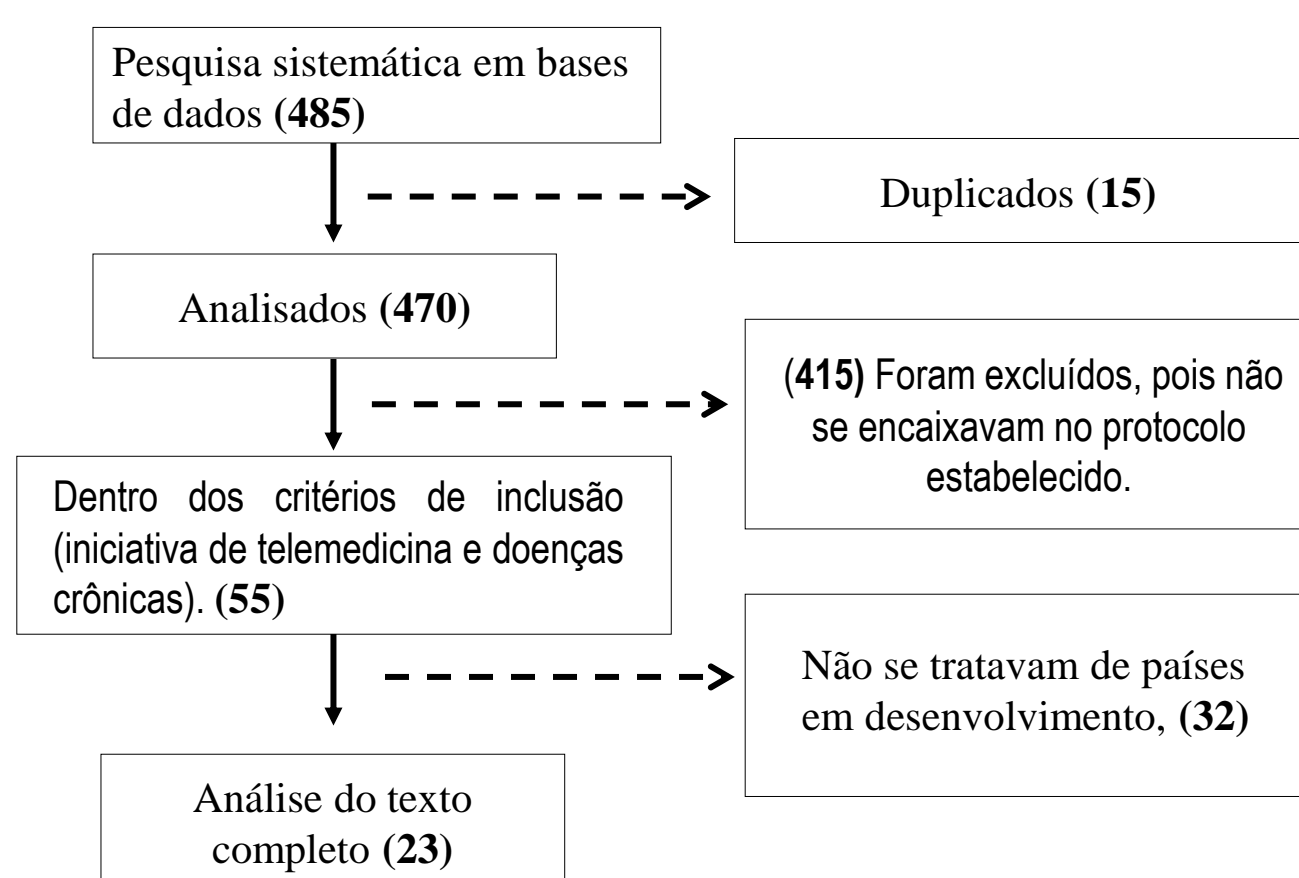 Pesquisa sistemática em bases
de dados (485)
Duplicados (15)
Analisados (470)
(415) Foram excluídos, pois não
se encaixavam no protocolo
estabelecido.
Dentro dos critérios de inclusão
(iniciativa de telemedicina e doenças
crônicas). (55)
Não se tratavam de países
em desenvolvimento, (32)
Análise do texto
completo (23)